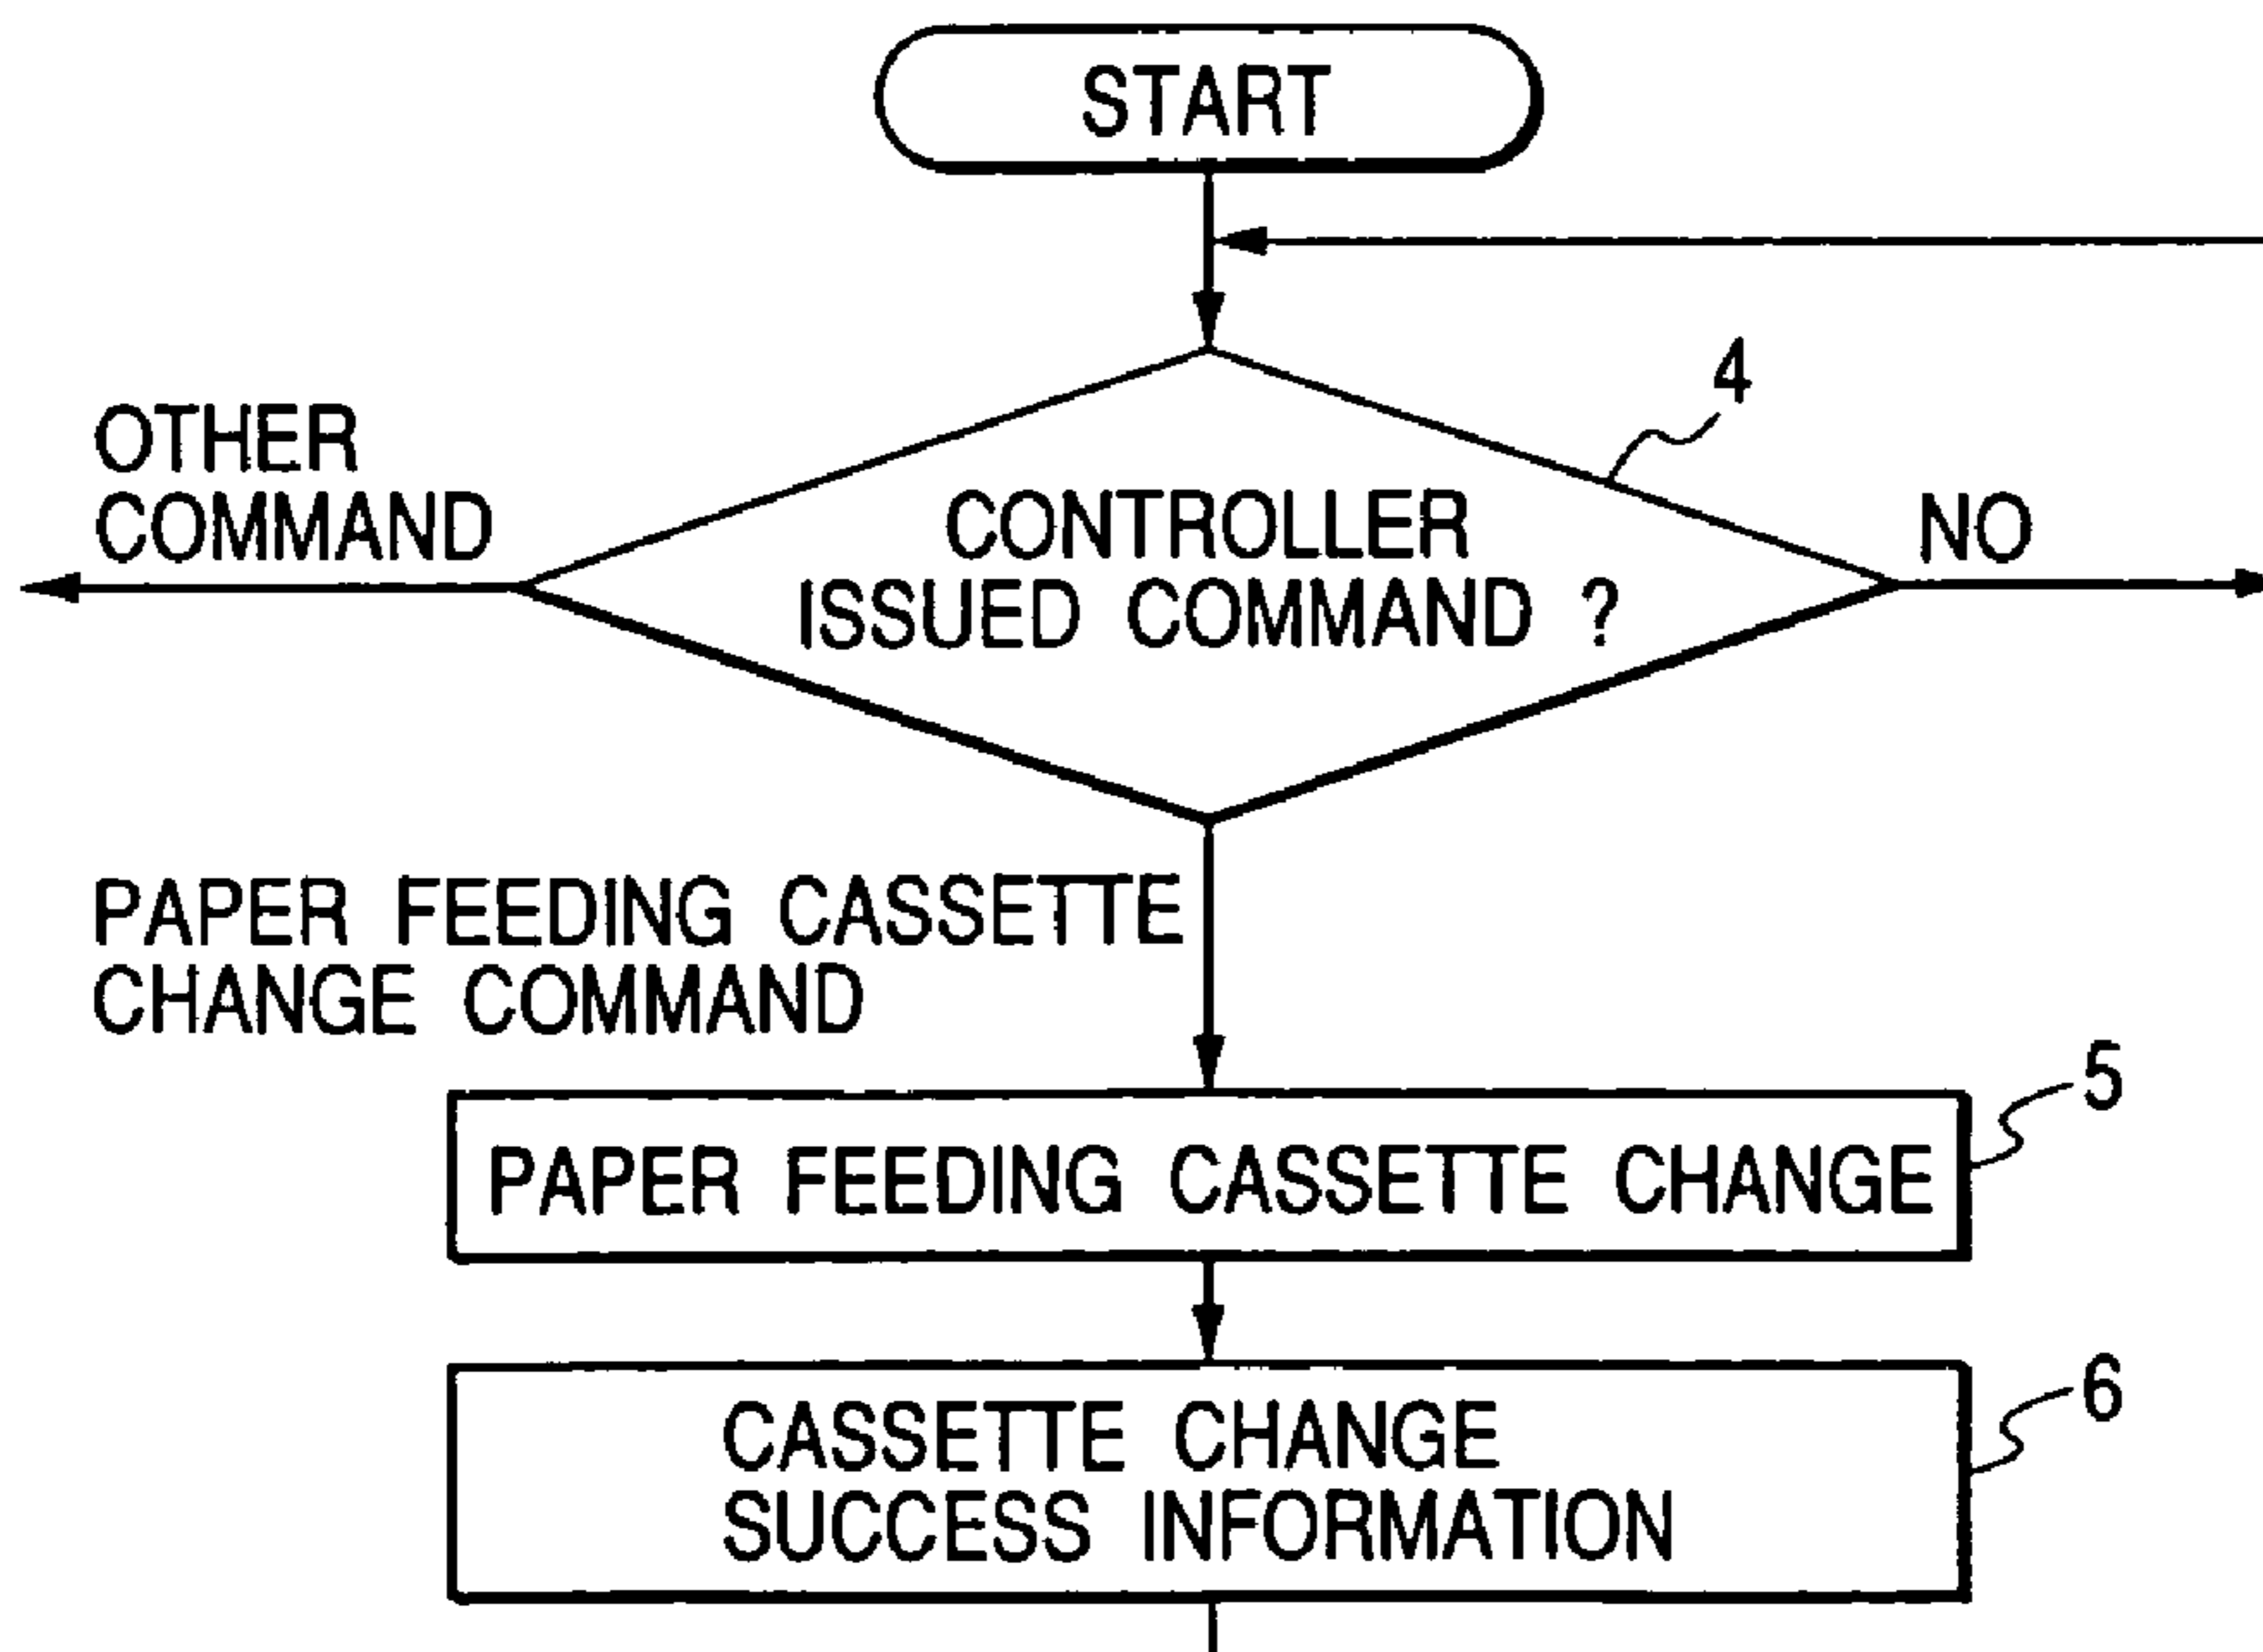 START
4
OTHER
COMMAND
CONTROLLER
ISSUED COMMAND ?
NO
PAPER FEEDING CASSETTE
CHANGE COMMAND
5
PAPER FEEDING CASSETTE CHANGE
6
CASSETTE CHANGE
SUCCESS INFORMATION